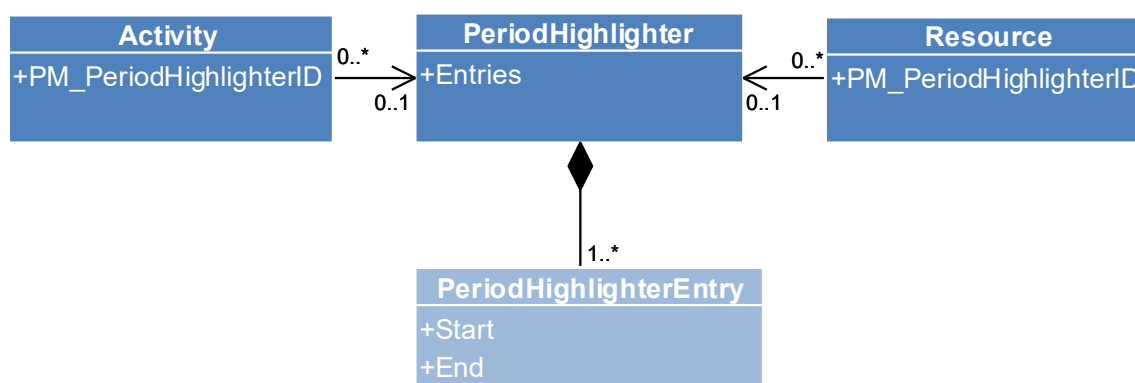 Activity
+PM_PeriodHighlighterID
0..*
0..1
PeriodHighlighter
+Entries
0..*
0..1
Resource
+PM_PeriodHighlighterID
1..*
PeriodHighlighterEntry
+Start
+End